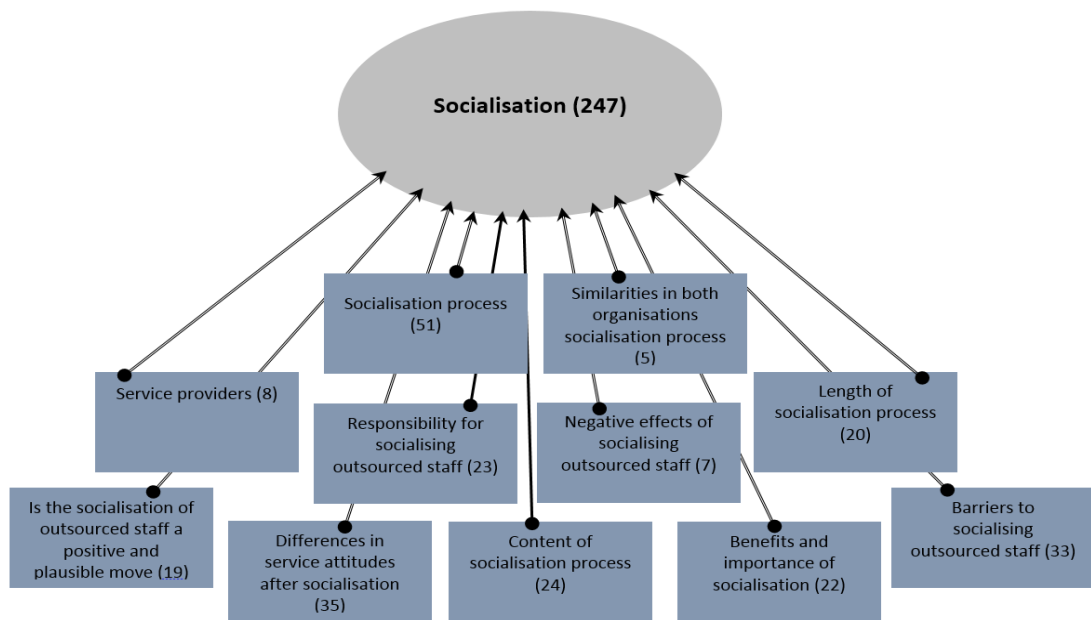 Socialisation (247)
Socialisation process
(51)
Similarities in both
organisations
socialisation process
(5)
Service providers (8)
Length of
socialisation process
(20)
Responsibility for
socialising
outsourced staff (23)
Negative effects of
socialising
outsourced staff (7)
Is the socialisation of
outsourced staff a
positive and
plausible move (19)
Differences in
service attitudes
after socialisation
(35)
Content of
socialisation process
(24)
Benefits and
importance of
socialisation (22)
Barriers to
socialising
outsourced staff (33)